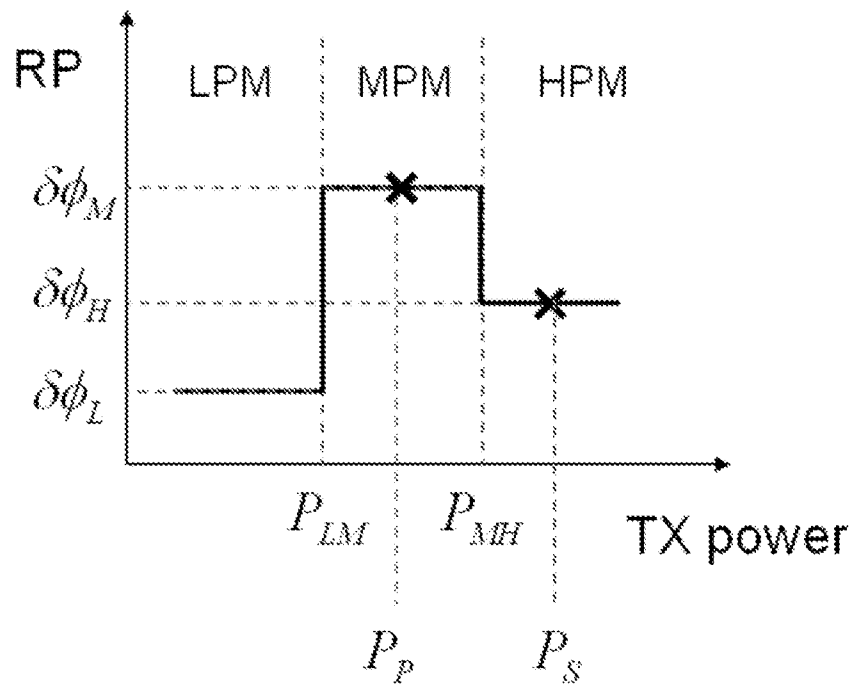 RP
LPM MPM HPM
δϕ_M
δϕ_H
δϕ_L
P_LM P_MH
TX power
P_P P_S